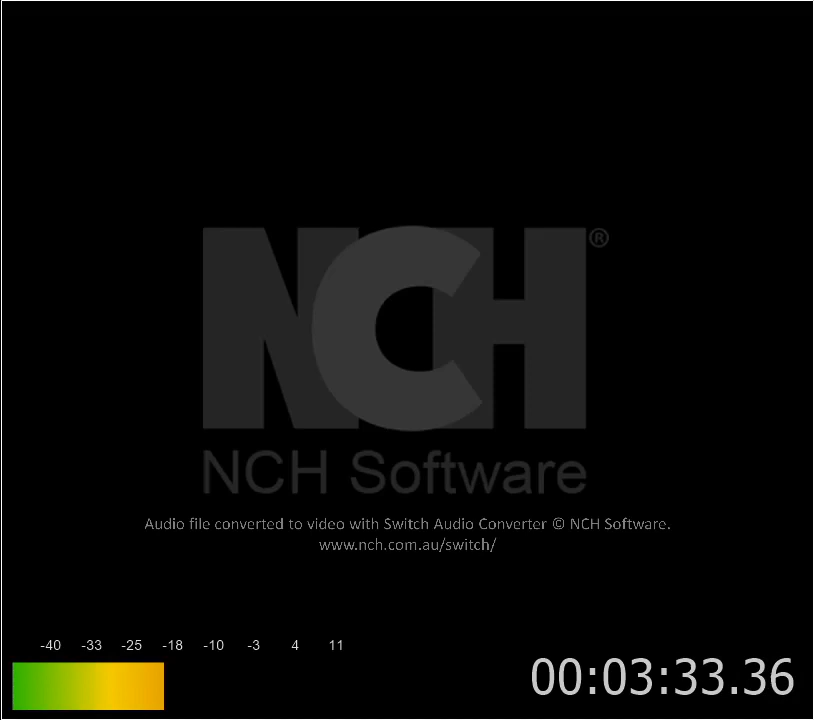 NCH®
NCH Software
Audio file converted to video with Switch Audio Converter © NCH Software.
www.nch.com.au/switch/
-40 -33 -25 -18 -10 -3 4 11
00:03:33.36